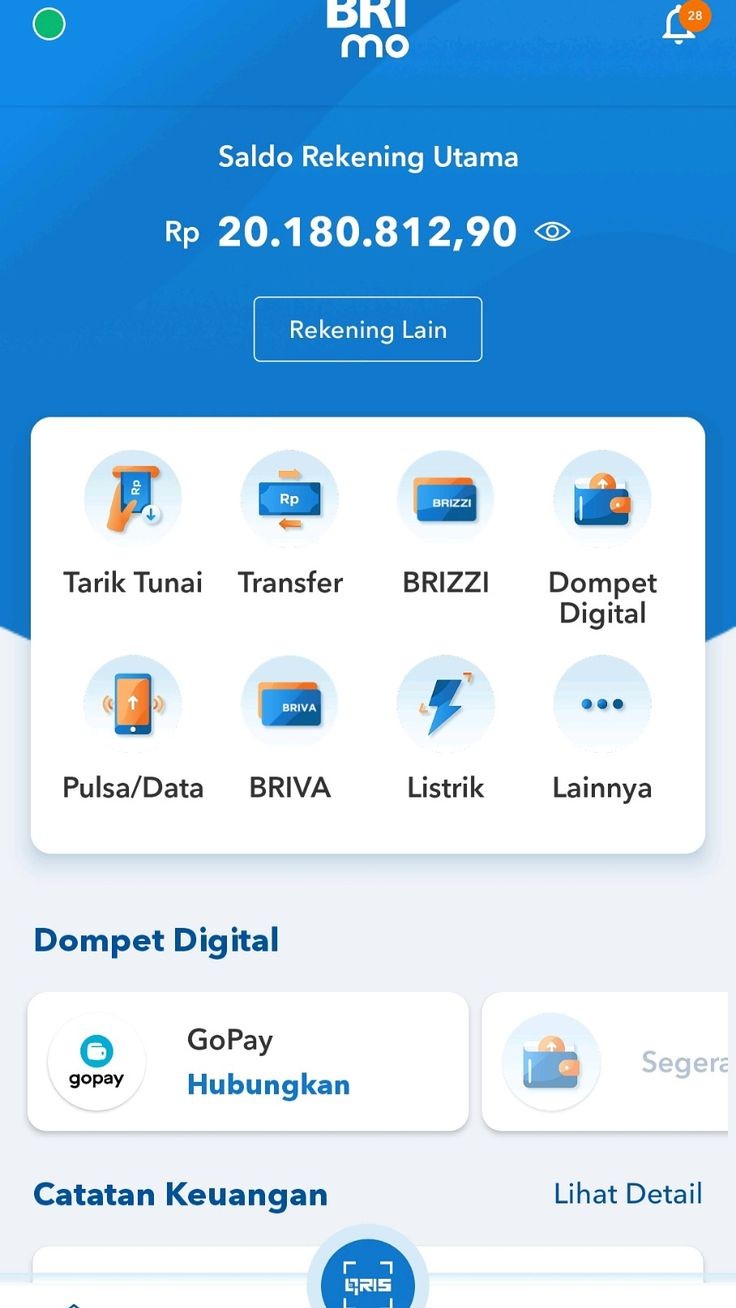 BRI
mo
28
Saldo Rekening Utama
Rp 20.180.812,90
Rekening Lain
Rp
Rp
BRIZZI
Tarik Tunai Transfer BRIZZI Dompet
Digital
BRIVA
Pulsa/Data BRIVA Listrik Lainnya
Dompet Digital
GoPay
gopay
Hubungkan
Segera
Catatan Keuangan Lihat Detail
QRIS